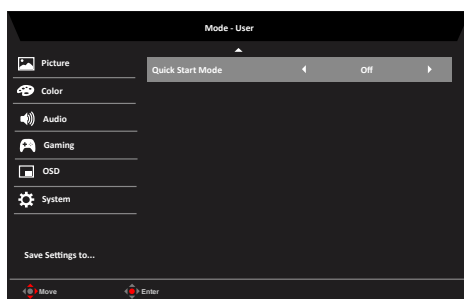 Mode - User
Picture
Quick Start Mode Off
Color
Audio
Gaming
OSD
System
Save Settings to...
Move Enter